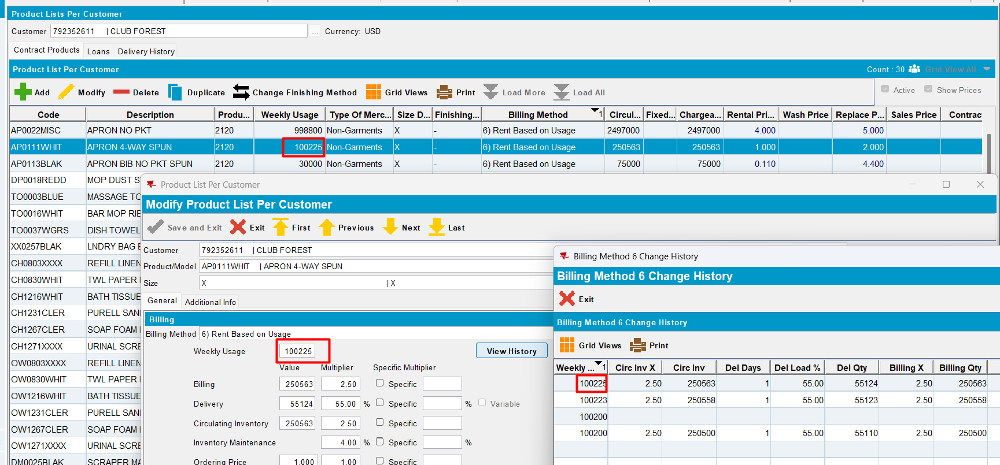 Product Lists Per Customer
Customer 792352611 | CLUB FOREST ... Currency: USD
Contract Products Loans Delivery History
Product List Per Customer Count : 30 Grid View All
Add Modify Delete Duplicate Change Finishing Method Grid Views Print Load More Load All Active Show Prices
Code Description Produ... Weekly Usage Type Of Merc... Size D... Finishing... Billing Method 1 Circul... Fixed... Chargea... Rental Pri... Wash Price Replace P... Sales Price Contrac
AP0022MISC APRON NO PKT 2120 998800 Non-Garments X - 6) Rent Based on Usage 2497000 2497000 4.000 5.000
AP0111WHIT APRON 4-WAY SPUN 2120 100225 Non-Garments X - 6) Rent Based on Usage 250563 250563 1.000 2.000
AP0113BLAK APRON BIB NO PKT SPUN 2120 30000 Non-Garments X - 6) Rent Based on Usage 75000 75000 0.110 4.400
DP0018REDD MOP DUST S
TO0003BLUE MASSAGE TO
TO0016WHIT BAR MOP RIE
TO0037WGRS DISH TOWEL
XX0257BLAK LNDRY BAG
CH0803XXXX REFILL LINEN
CH0830WHIT TWL PAPER
CH1216WHIT BATH TISSUE
CH1231CLER PURELL SANI
CH1267CLER SOAP FOAM
CH1271XXXX URINAL SCRE
OW0803XXXX REFILL LINEN
OW0830WHIT TWL PAPER
OW1216WHIT BATH TISSUE
OW1231CLER PURELL SANI
OW1267CLER SOAP FOAM
OW1271XXXX URINAL SCRE
DM0025BLAK SCRAPER MA
Product List Per Customer
Modify Product List Per Customer
Save and Exit Exit First Previous Next Last
Customer 792352611 | CLUB FOREST
Product/Model AP0111WHIT | APRON 4-WAY SPUN
Size X | X
General Additional Info
Billing
Billing Method 6) Rent Based on Usage
Weekly Usage 100225 View History
Value Multiplier Specific Multiplier
Billing 250563 2.50 Specific
Delivery 55124 55.00 % Specific % Variable
Circulating Inventory 250563 2.50 Specific
Inventory Maintenance 4.00 % Specific %
Ordering Price 1.000 1.00 Specific
Billing Method 6 Change History
Billing Method 6 Change History
Exit
Billing Method 6 Change History
Grid Views Print
Weekly ... 1 Circ Inv X Circ Inv Del Days Del Load % Del Qty Billing X Billing Qty
100225 2.50 250563 1 55.00 55124 2.50 250563
100223 2.50 250558 1 55.00 55123 2.50 250558
100200
100200 2.50 250500 1 55.00 55110 2.50 250500